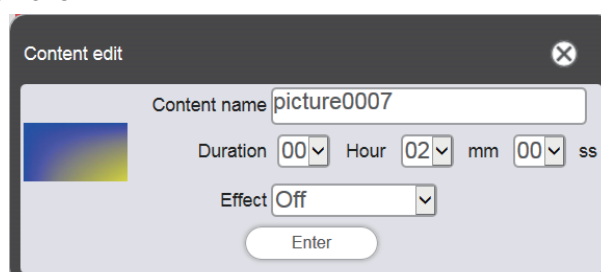 Content edit
Content name picture0007
Duration 00 Hour 02 mm 00 ss
Effect Off
Enter